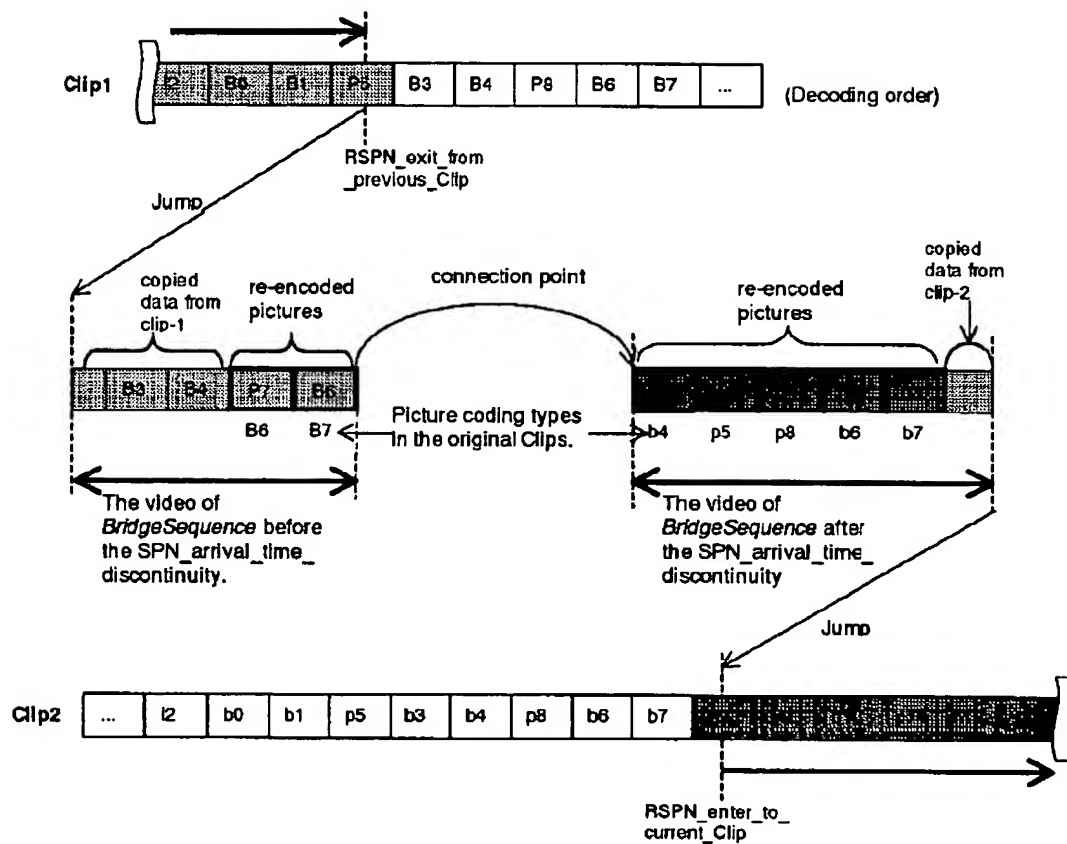 Clip1
I2 B0 B1 P5 B3 B4 P8 B6 B7 ...
(Decoding order)
RSPN_exit_from
_previous_Clip
Jump
copied
data from
clip-1
re-encoded
pictures
connection point
re-encoded
pictures
copied
data from
clip-2
B3 B4 P7 B6
B6 B7
Picture coding types
in the original Clips.
b4 p5 p8 b6 b7
The video of
BridgeSequence before
the SPN_arrival_time_
discontinuity.
The video of
BridgeSequence after
the SPN_arrival_time_
discontinuity
Jump
Clip2
... I2 b0 b1 p5 b3 b4 p8 b6 b7
RSPN_enter_to_
current_Clip